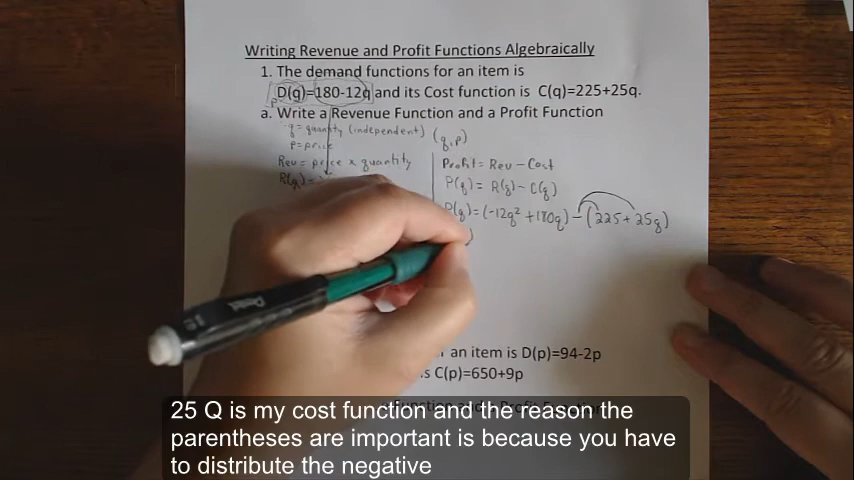 Writing Revenue and Profit Functions Algebraically
1. The demand functions for an item is
D(q)=180-12q and its Cost function is C(q)=225+25q.
p
a. Write a Revenue Function and a Profit Function
q = quantity (independent) (q,p)
p = price
Rev = price x quantity
R(q) =
Profit = Rev - Cost
P(q) = R(q) - C(q)
P(q) = (-12q² + 180q) - (225 + 25q)
an item is D(p)=94-2p
is C(p)=650+9p
Pentel
25 Q is my cost function and the reason the
parentheses are important is because you have
to distribute the negative